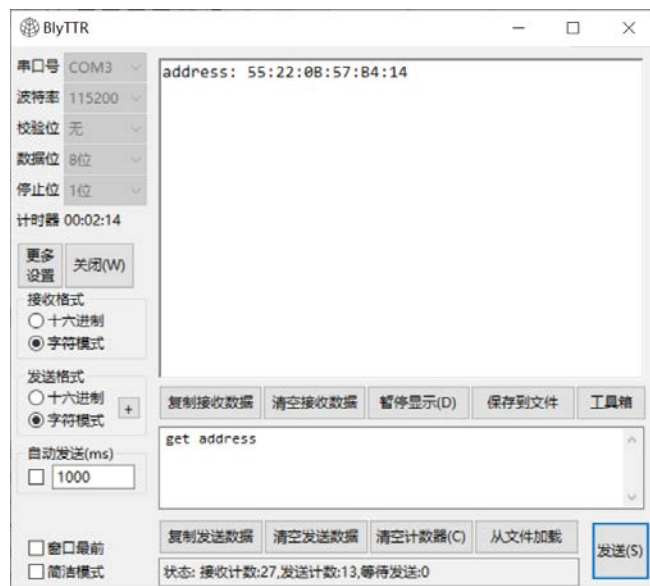 BlyTTR
串口号 COM3
波特率 115200
校验位 无
数据位 8位
停止位 1位
计时器 00:02:14
更多
设置
关闭(W)
接收格式
十六进制
字符模式
发送格式
十六进制
字符模式
+
自动发送(ms)
1000
窗口最前
简洁模式
address: 55:22:0B:57:B4:14
复制接收数据 清空接收数据 暂停显示(D) 保存到文件 工具箱
get address
复制发送数据 清空发送数据 清空计数器(C) 从文件加载
发送(S)
状态: 接收计数:27,发送计数:13,等待发送:0